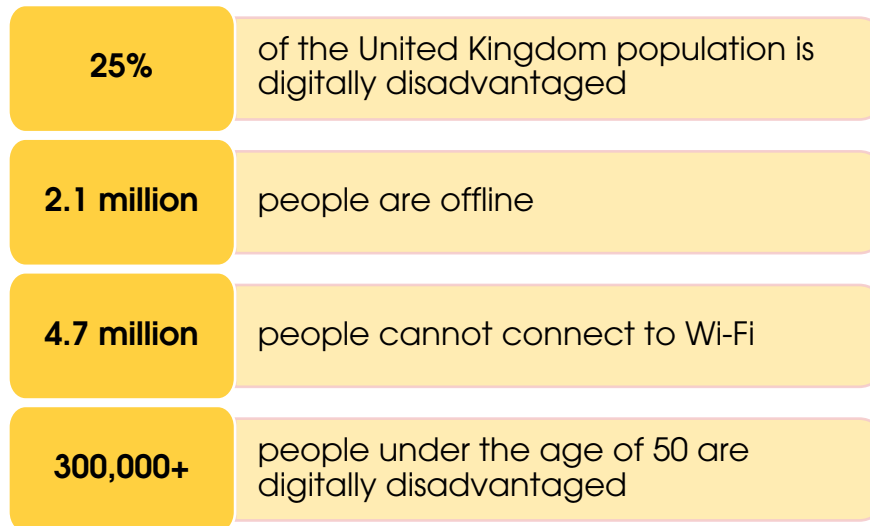 25%
of the United Kingdom population is
digitally disadvantaged
2.1 million
people are offline
4.7 million
people cannot connect to Wi-Fi
300,000+
people under the age of 50 are
digitally disadvantaged